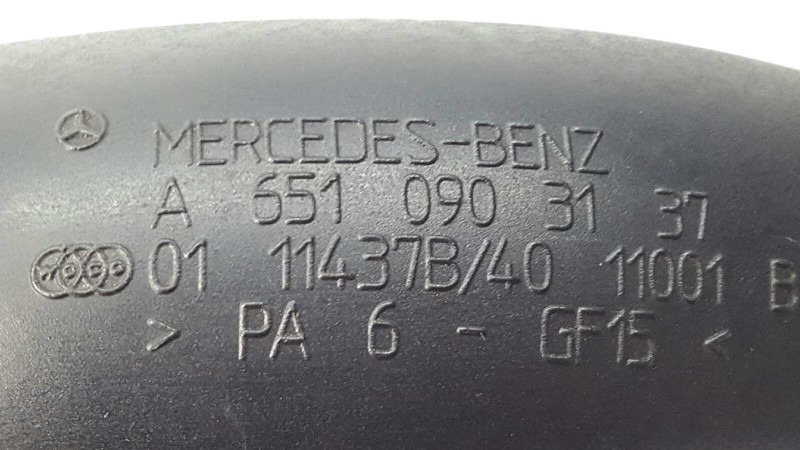 MERCEDES-BENZ
A 651 090 31 37
01 11437B/40 11001 B
> PA 6 - GF15 <